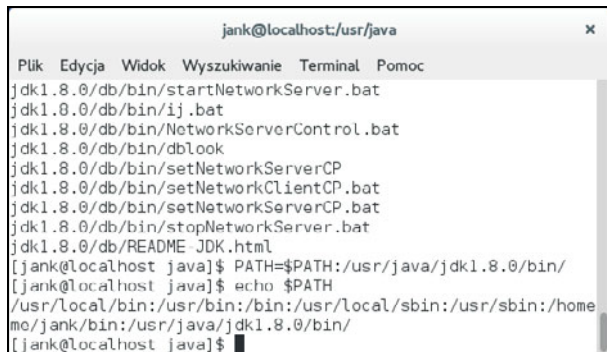 jank@localhost:/usr/java ×
Plik Edycja Widok Wyszukiwanie Terminal Pomoc
jdk1.8.0/db/bin/startNetworkServer.bat
jdk1.8.0/db/bin/ij.bat
jdk1.8.0/db/bin/NetworkServerControl.bat
jdk1.8.0/db/bin/dblook
jdk1.8.0/db/bin/setNetworkServerCP
jdk1.8.0/db/bin/setNetworkClientCP.bat
jdk1.8.0/db/bin/setNetworkServerCP.bat
jdk1.8.0/db/bin/stopNetworkServer.bat
jdk1.8.0/db/README-JDK.html
[jank@localhost java]$ PATH=$PATH:/usr/java/jdk1.8.0/bin/
[jank@localhost java]$ echo $PATH
/usr/local/bin:/usr/bin:/bin:/usr/local/sbin:/usr/sbin:/home
me/jank/bin:/usr/java/jdk1.8.0/bin/
[jank@localhost java]$